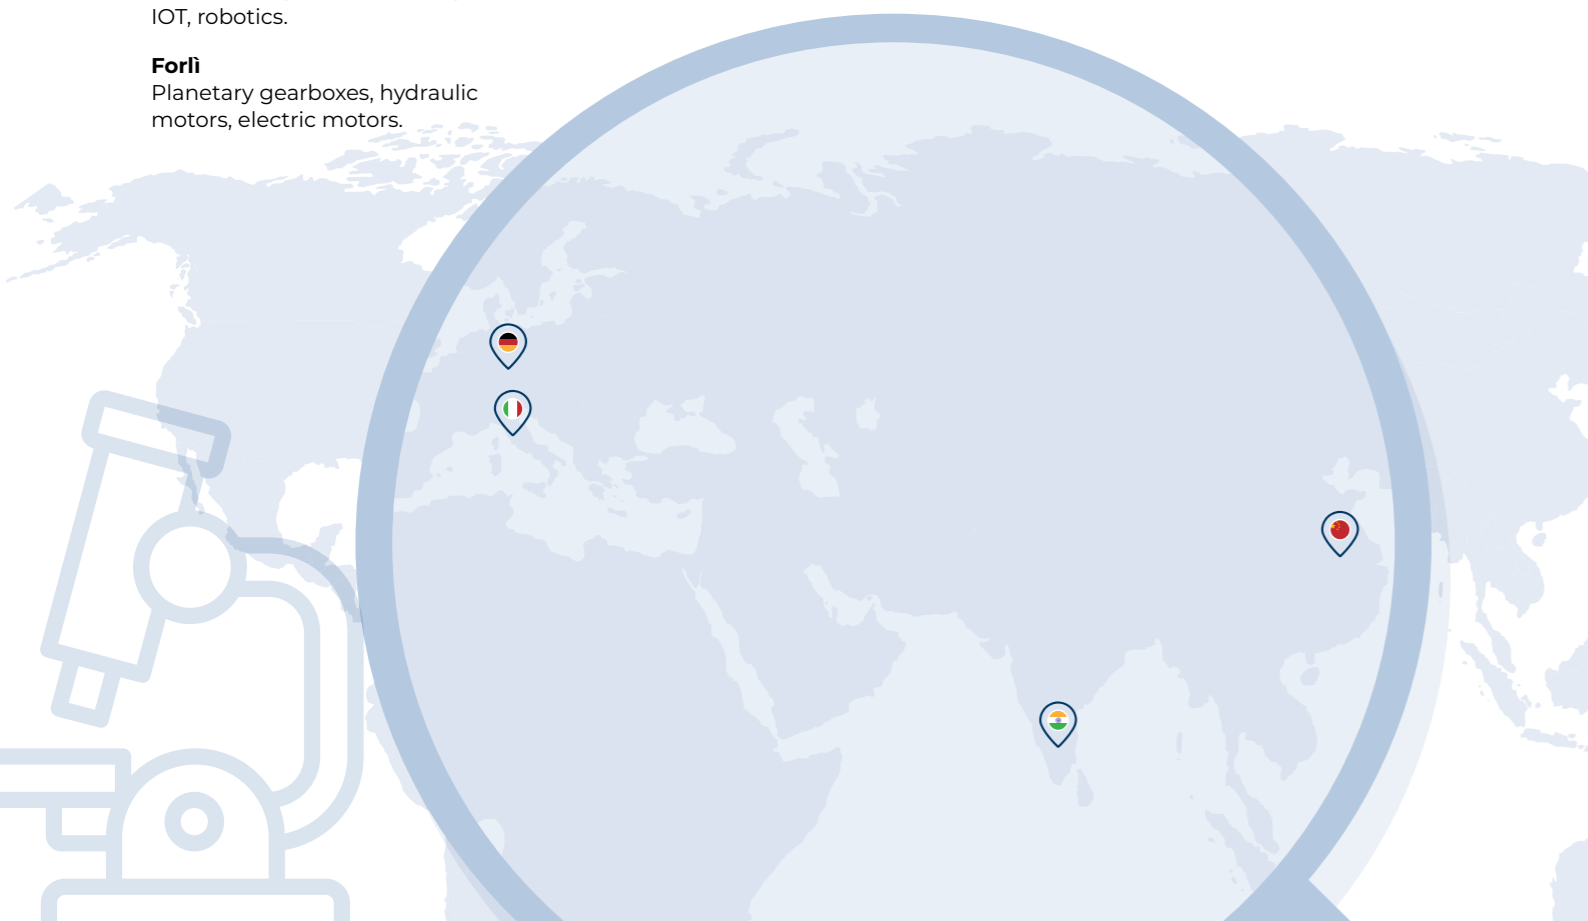 IOT, robotics.
Forlì
Planetary gearboxes, hydraulic
motors, electric motors.